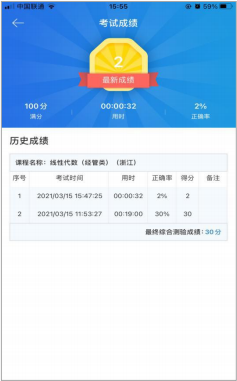 中国联通
15:55
59%
考试成绩
2
最新成绩
100分
00:00:32
2%
满分
用时
正确率
历史成绩
课程名称：线性代数（经管类）（浙江）
序号 考试时间 用时 正确率 得分 备注
1 2021/03/15 15:47:25 00:00:32 2% 2
2 2021/03/15 11:53:27 00:19:00 30% 30
最终综合测验成绩：30分